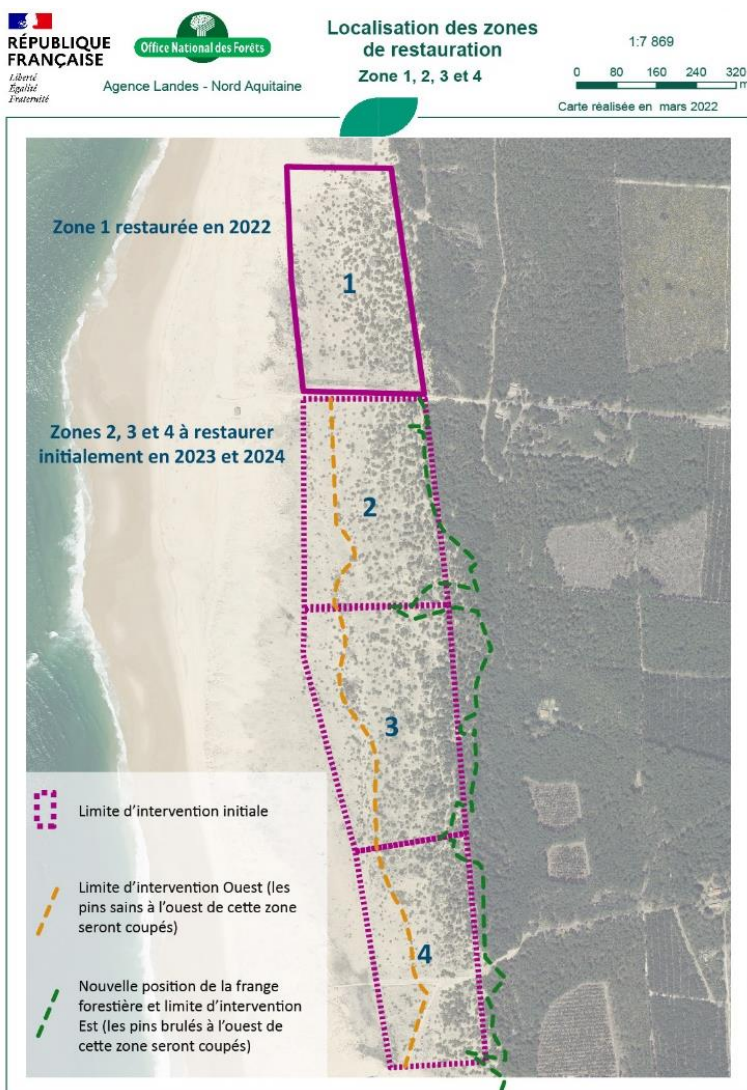 RÉPUBLIQUE
FRANÇAISE
Liberté
Égalité
Fraternité
Office National des Forêts
Agence Landes - Nord Aquitaine
Localisation des zones
de restauration
Zone 1, 2, 3 et 4
1:7 869
0 80 160 240 320
m
Carte réalisée en mars 2022
Zone 1 restaurée en 2022
1
Zones 2, 3 et 4 à restaurer
initialement en 2023 et 2024
2
3
4
Limite d'intervention initiale
Limite d'intervention Ouest (les
pins sains à l'ouest de cette zone
seront coupés)
Nouvelle position de la frange
forestière et limite d'intervention
Est (les pins brulés à l'ouest de
cette zone seront coupés)